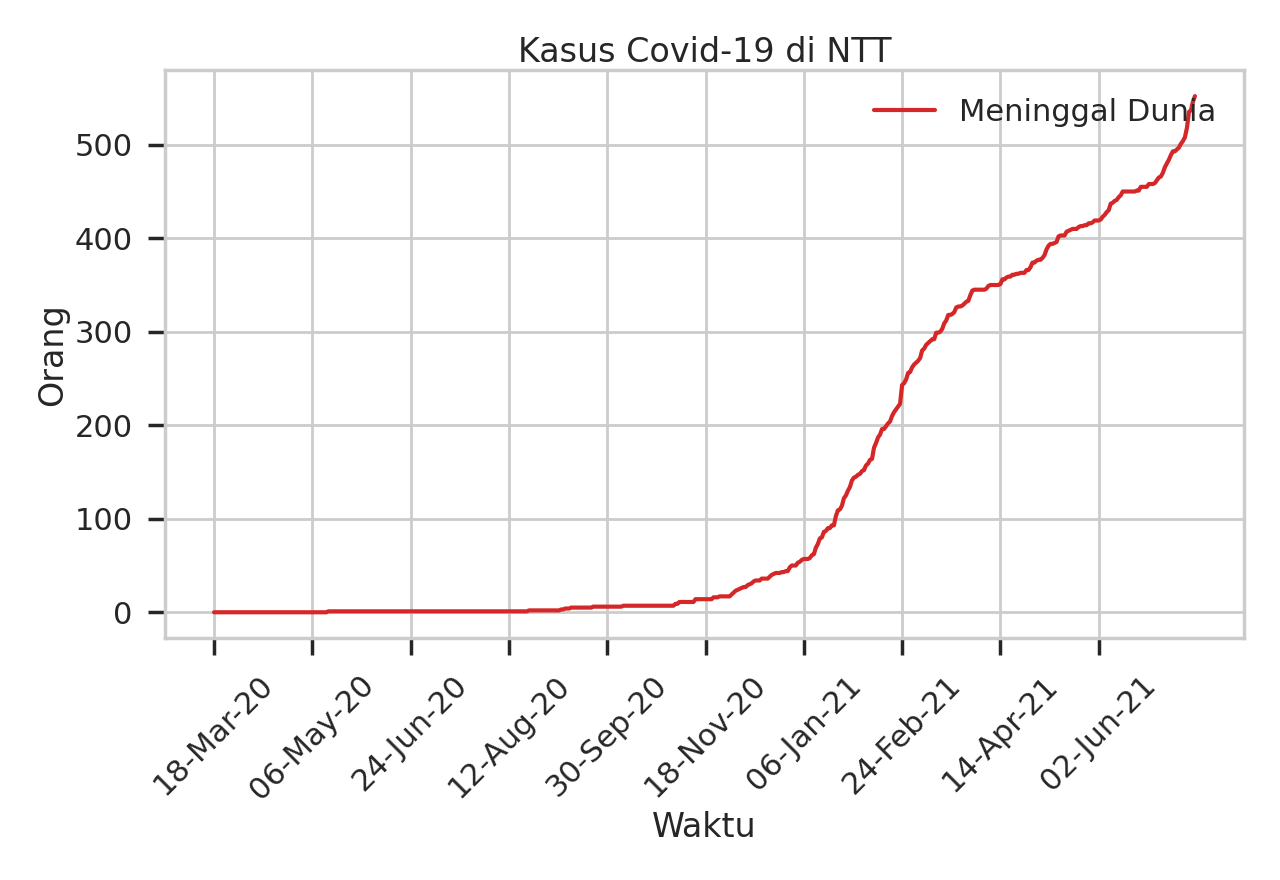 Kasus Covid-19 di NTT
Meninggal Dunia
Orang
500
400
300
200
100
0
18-Mar-20
06-May-20
24-Jun-20
12-Aug-20
30-Sep-20
18-Nov-20
06-Jan-21
24-Feb-21
14-Apr-21
02-Jun-21
Waktu